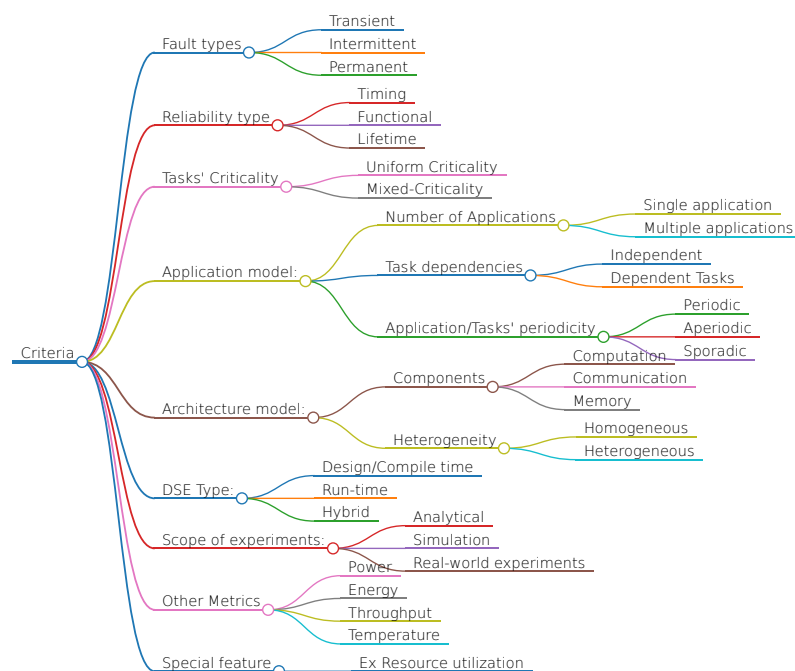 Criteria
Fault types
Transient
Intermittent
Permanent
Reliability type
Timing
Functional
Lifetime
Tasks' Criticality
Uniform Criticality
Mixed-Criticality
Application model:
Number of Applications
Single application
Multiple applications
Task dependencies
Independent
Dependent Tasks
Application/Tasks' periodicity
Periodic
Aperiodic
Sporadic
Architecture model:
Components
Computation
Communication
Memory
Heterogeneity
Homogeneous
Heterogeneous
DSE Type:
Design/Compile time
Run-time
Hybrid
Scope of experiments:
Analytical
Simulation
Real-world experiments
Other Metrics
Power
Energy
Throughput
Temperature
Special feature
Ex Resource utilization